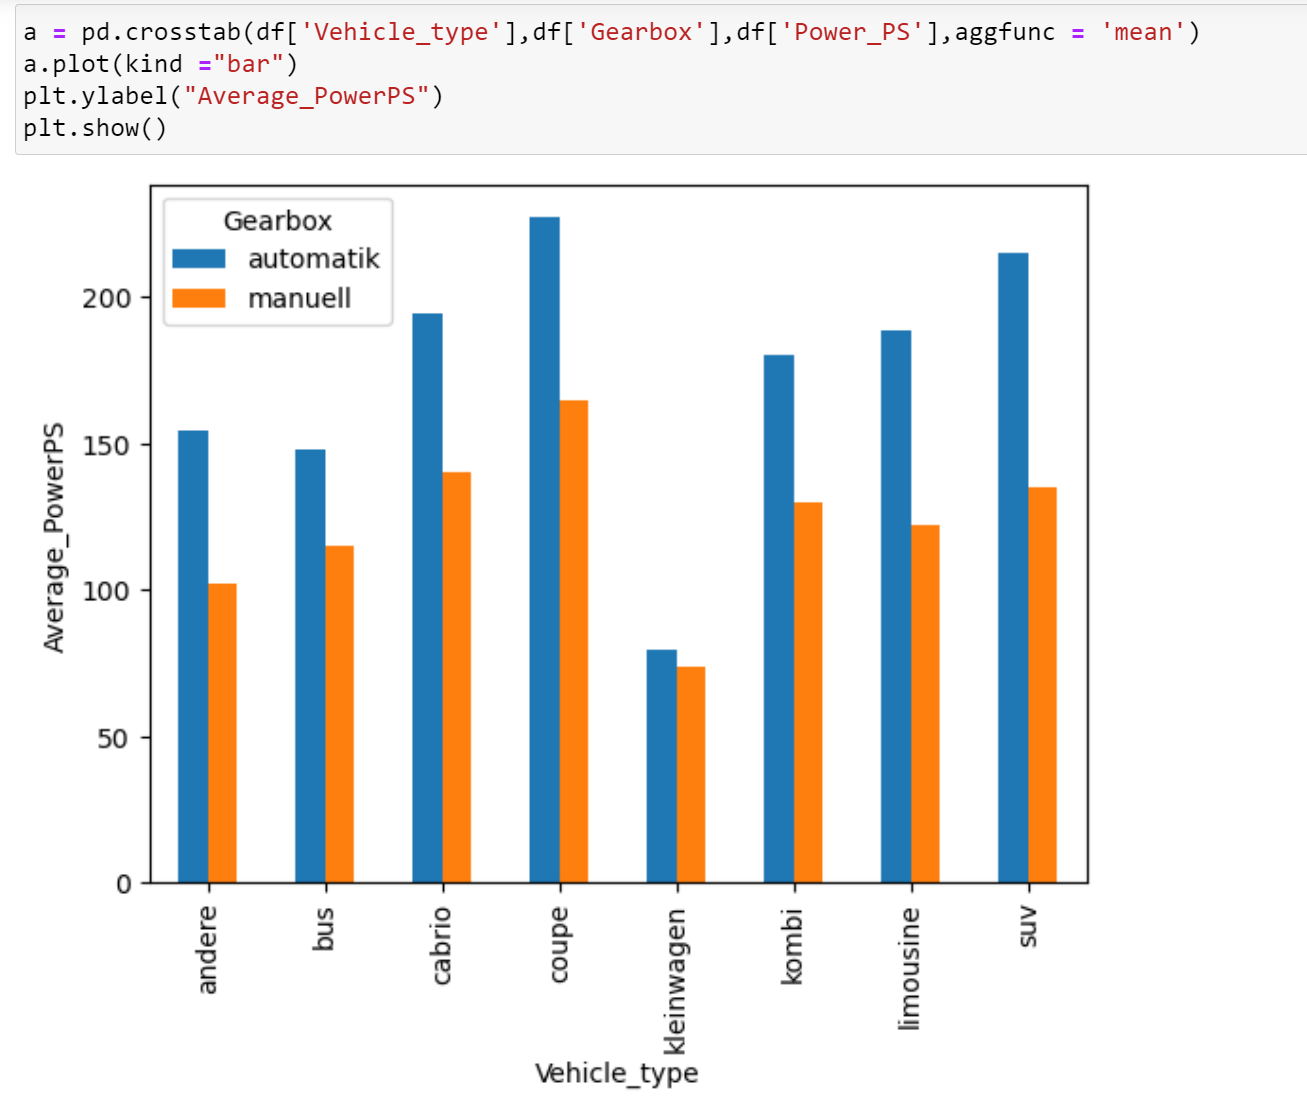 a = pd.crosstab(df['Vehicle_type'],df['Gearbox'],df['Power_PS'],aggfunc = 'mean')
a.plot(kind ="bar")
plt.ylabel("Average_PowerPS")
plt.show()
Gearbox
automatik
manuell
200
150
100
50
0
Average_PowerPS
andere
bus
cabrio
coupe
kleinwagen
kombi
limousine
suv
Vehicle_type